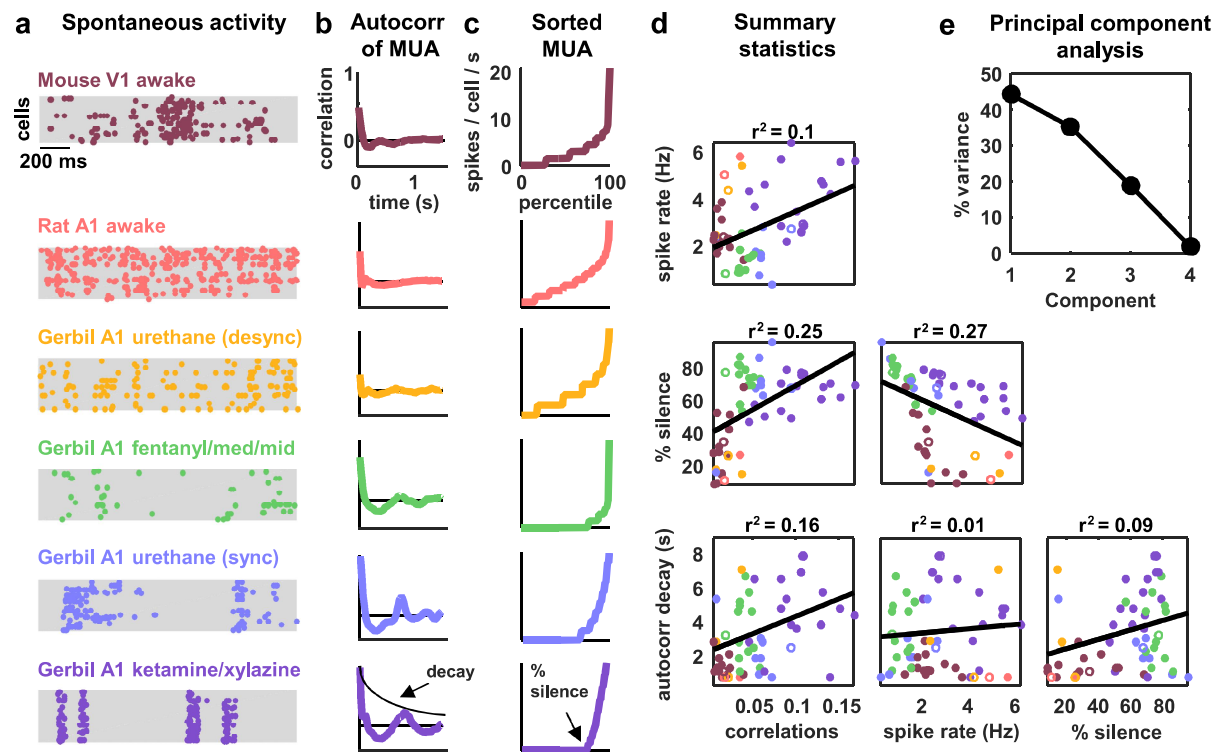 a Spontaneous activity
b Autocorr of MUA
c Sorted MUA
d Summary statistics
e Principal component analysis
Mouse V1 awake
cells
200 ms
correlation
1
0
0 1
time (s)
spikes / cell / s
20
10
0
0 100
percentile
Rat A1 awake
Gerbil A1 urethane (desync)
Gerbil A1 fentanyl/med/mid
Gerbil A1 urethane (sync)
Gerbil A1 ketamine/xylazine
decay
% silence
r² = 0.1
spike rate (Hz)
6
4
2
r² = 0.25
% silence
80
60
40
20
r² = 0.27
r² = 0.16
autocorr decay (s)
8
6
4
2
0.05 0.1 0.15
correlations
r² = 0.01
2 4 6
spike rate (Hz)
r² = 0.09
20 40 60 80
% silence
% variance
50
40
30
20
10
0
1 2 3 4
Component